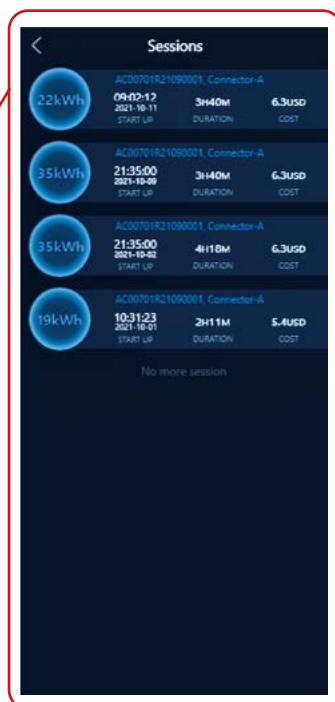 Sessions
AC00701R21090001, Connector-A
22kWh
09:02:12
2021-10-11
START UP
3H40M
DURATION
6.3USD
COST
AC00701R21090001, Connector-A
35kWh
21:35:00
2021-10-09
START UP
3H40M
DURATION
6.3USD
COST
AC00701R21090001, Connector-A
35kWh
21:35:00
2021-10-02
START UP
4H18M
DURATION
6.3USD
COST
AC00701R21090001, Connector-A
19kWh
10:31:23
2021-10-01
START UP
2H11M
DURATION
5.4USD
COST
No more session